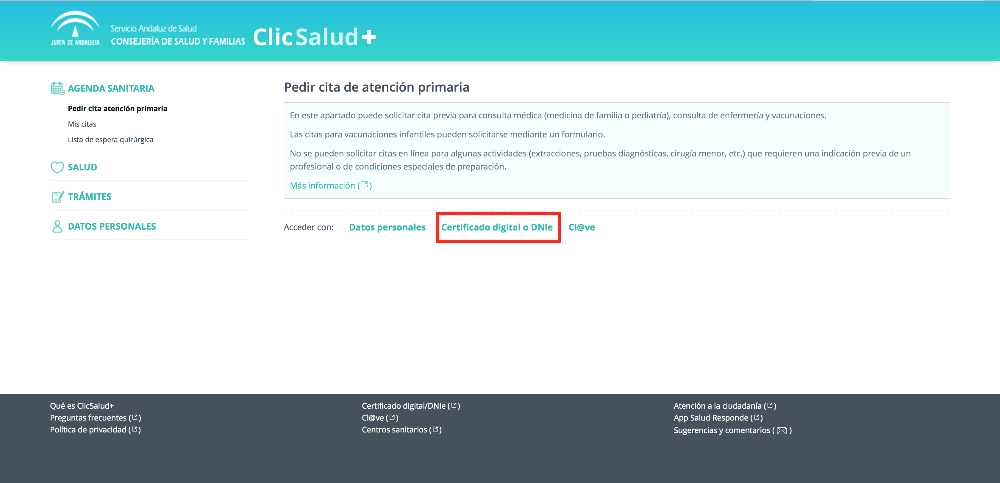 JUNTA DE ANDALUCIA
Servicio Andaluz de Salud
CONSEJERÍA DE SALUD Y FAMILIAS
ClicSalud+
AGENDA SANITARIA
Pedir cita atención primaria
Mis citas
Lista de espera quirúrgica
SALUD
TRÁMITES
DATOS PERSONALES
Pedir cita de atención primaria
En este apartado puede solicitar cita previa para consulta médica (medicina de familia o pediatría), consulta de enfermería y vacunaciones.
Las citas para vacunaciones infantiles pueden solicitarse mediante un formulario.
No se pueden solicitar citas en línea para algunas actividades (extracciones, pruebas diagnósticas, cirugía menor, etc.) que requieren una indicación previa de un
profesional o de condiciones especiales de preparación.
Más información ( )
Acceder con: Datos personales Certificado digital o DNIe Cl@ve
Qué es ClicSalud+
Preguntas frecuentes ( )
Política de privacidad ( )
Certificado digital/DNIe ( )
Cl@ve ( )
Centros sanitarios ( )
Atención a la ciudadanía ( )
App Salud Responde ( )
Sugerencias y comentarios ( )